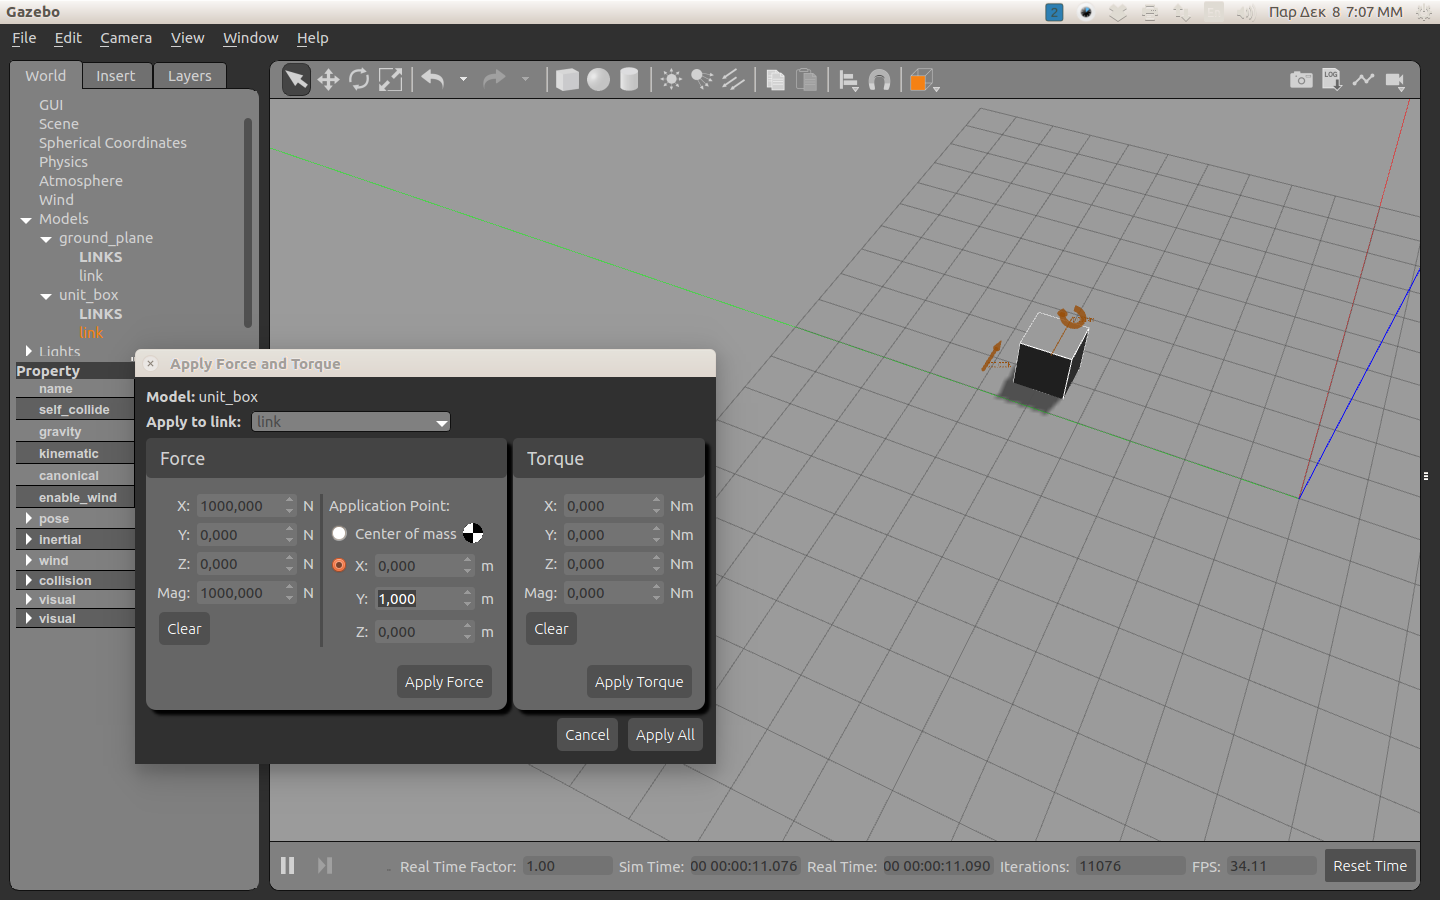 Gazebo
2
Παρ Δεκ 8 7:07 ΜΜ
File Edit Camera View Window Help
World Insert Layers
LOG
GUI
Scene
Spherical Coordinates
Physics
Atmosphere
Wind
Models
ground_plane
LINKS
link
unit_box
LINKS
link
Lights
Property
name
self_collide
gravity
kinematic
canonical
enable_wind
pose
inertial
wind
collision
visual
visual
Apply Force and Torque
Model: unit_box
Apply to link: link
Force
X: 1000,000 N
Y: 0,000 N
Z: 0,000 N
Mag: 1000,000 N
Clear
Application Point:
Center of mass
X: 0,000 m
Y: 1,000 m
Z: 0,000 m
Apply Force
Torque
X: 0,000 Nm
Y: 0,000 Nm
Z: 0,000 Nm
Mag: 0,000 Nm
Clear
Apply Torque
Cancel Apply All
Real Time Factor: 1.00 Sim Time: 00 00:00:11.076 Real Time: 00 00:00:11.090 Iterations: 11076 FPS: 34.11 Reset Time